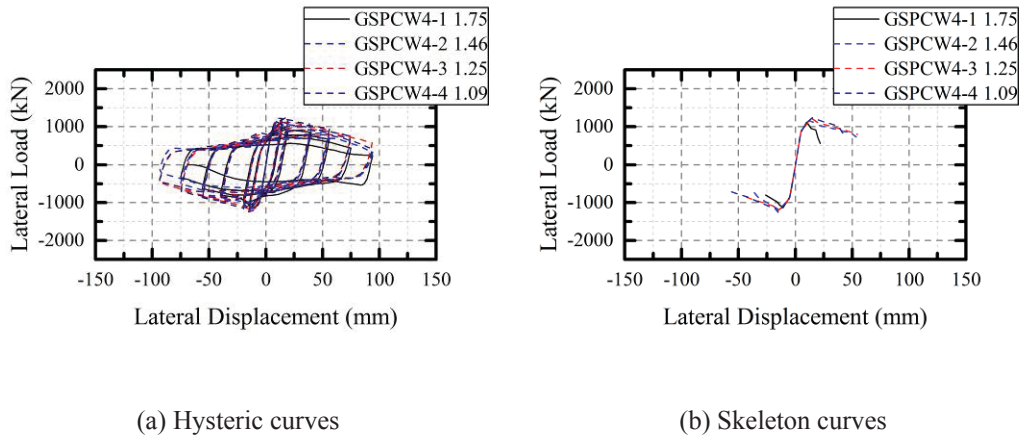 GSPCW4-1 1.75
GSPCW4-2 1.46
GSPCW4-3 1.25
GSPCW4-4 1.09
Lateral Load (kN)
2000
1000
0
-1000
-2000
-150 -100 -50 0 50 100 150
Lateral Displacement (mm)
(a) Hysteric curves
GSPCW4-1 1.75
GSPCW4-2 1.46
GSPCW4-3 1.25
GSPCW4-4 1.09
Lateral Load (kN)
2000
1000
0
-1000
-2000
-150 -100 -50 0 50 100 150
Lateral Displacement (mm)
(b) Skeleton curves